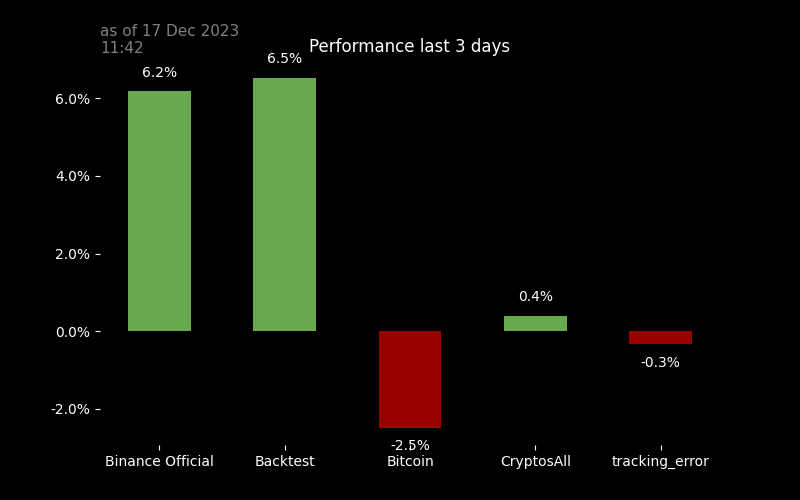 as of 17 Dec 2023
11:42
Performance last 3 days
6.2%
6.5%
-2.5%
0.4%
-0.3%
6.0%
4.0%
2.0%
0.0%
-2.0%
Binance Official
Backtest
Bitcoin
CryptosAll
tracking_error